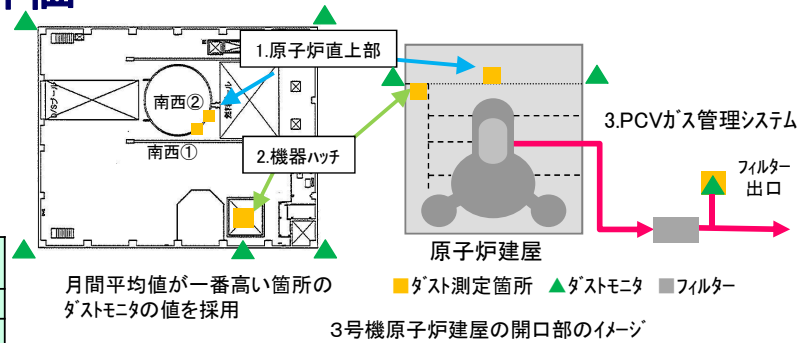 1.原子炉直上部
南西②
南西①
2.機器ハッチ
3.PCVガス管理システム
フィルター
出口
原子炉建屋
月間平均値が一番高い箇所の
ダストモニタの値を採用
ダスト測定箇所 ダストモニタ フィルター
3号機原子炉建屋の開口部のイメージ